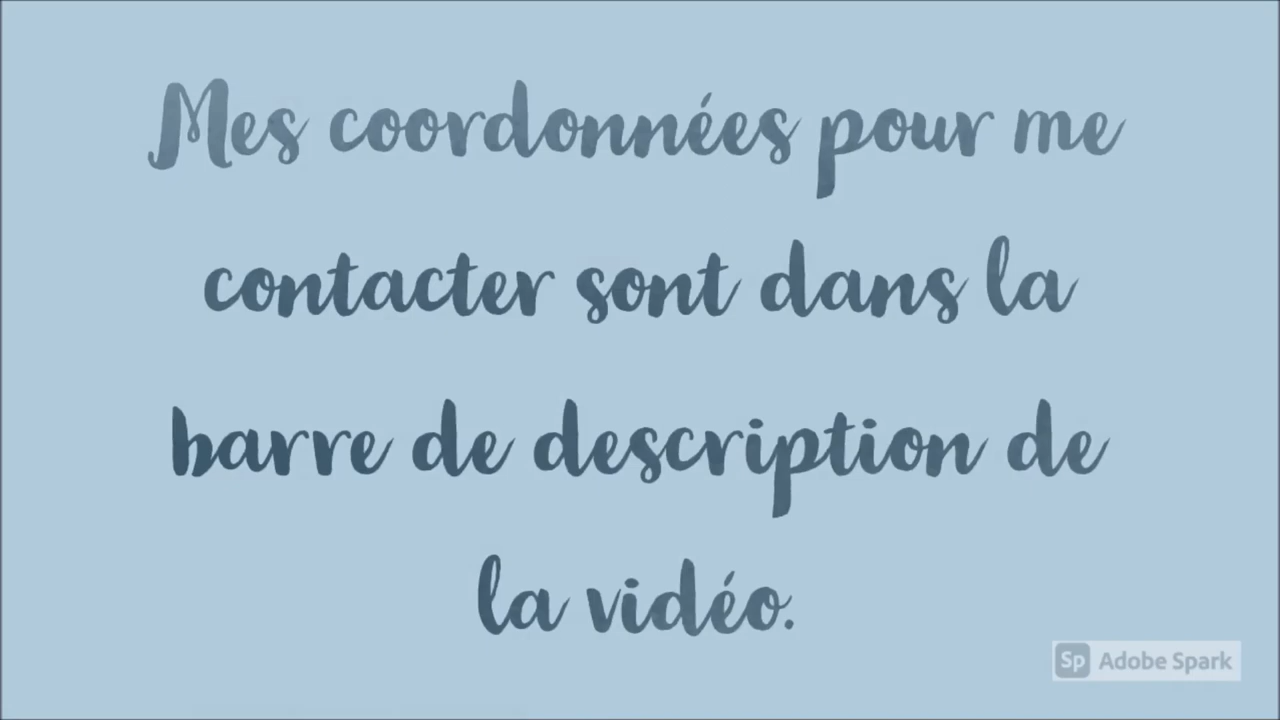 Mes coordonnées pour me
contacter sont dans la
barre de description de
la vidéo.
Sp Adobe Spark